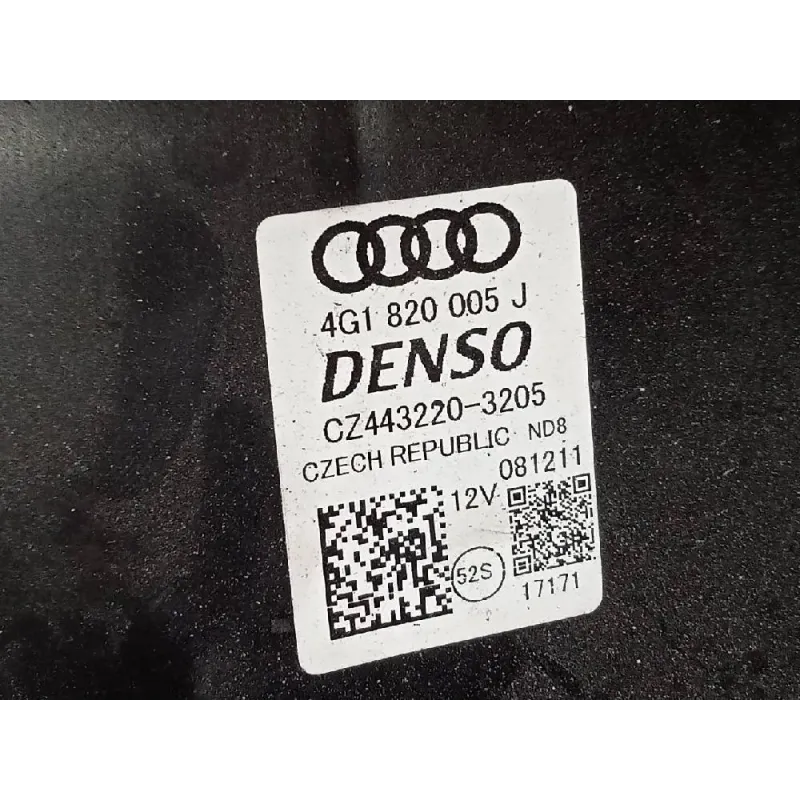 4G1 820 005 J
DENSO
CZ443220-3205
CZECH REPUBLIC ND8
081211
12V
52S
17171